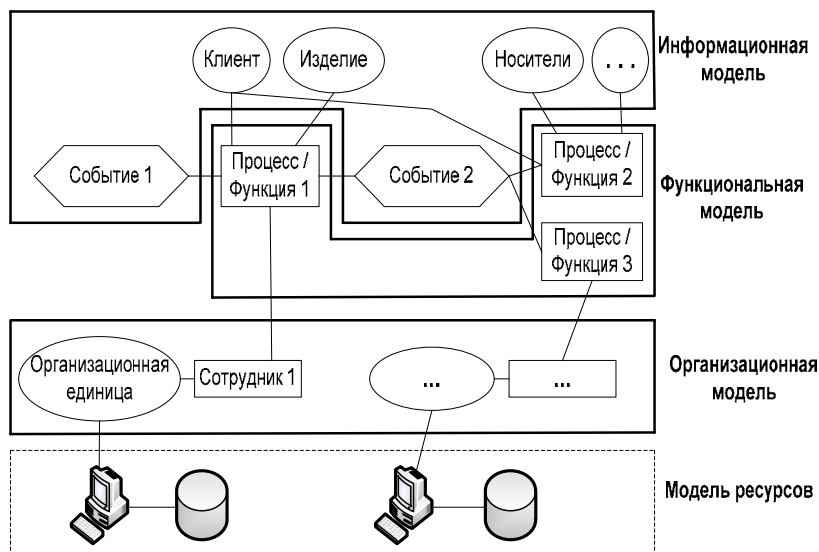 Клиент
Изделие
Носители
. . .
Информационная
модель
Событие 1
Процесс /
Функция 1
Событие 2
Процесс /
Функция 2
Функциональная
модель
Процесс /
Функция 3
Организационная
единица
Сотрудник 1
...
...
Организационная
модель
Модель ресурсов